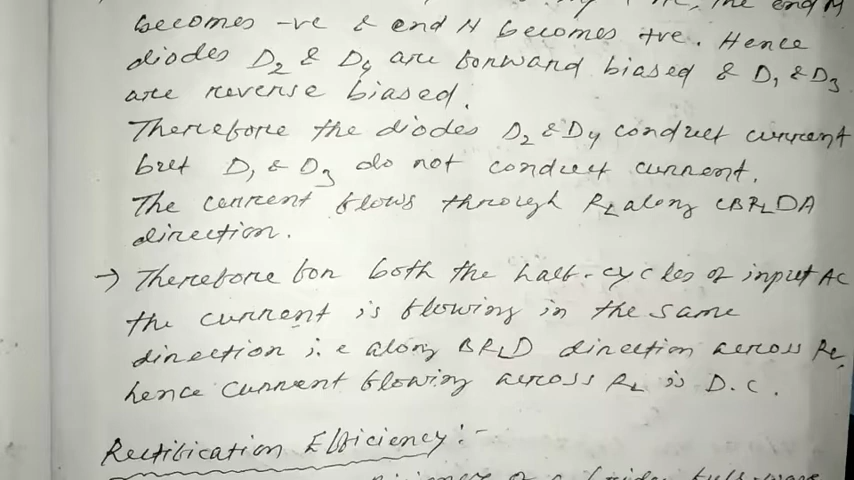 the end M
becomes -ve & end N becomes +ve. Hence
diodes D2 & D4 are forward biased & D1 & D3
are reverse biased.
Therefore the diodes D2 & D4 conduct current
but D1 & D3 do not conduct current.
The current flows through RL along CBRLDA
direction.
→ Therefore for both the half-cycles of input AC
the current is flowing in the same
direction i.e along BRLD direction across RL,
hence current flowing across RL is D.C.
Rectification Efficiency:-
of a